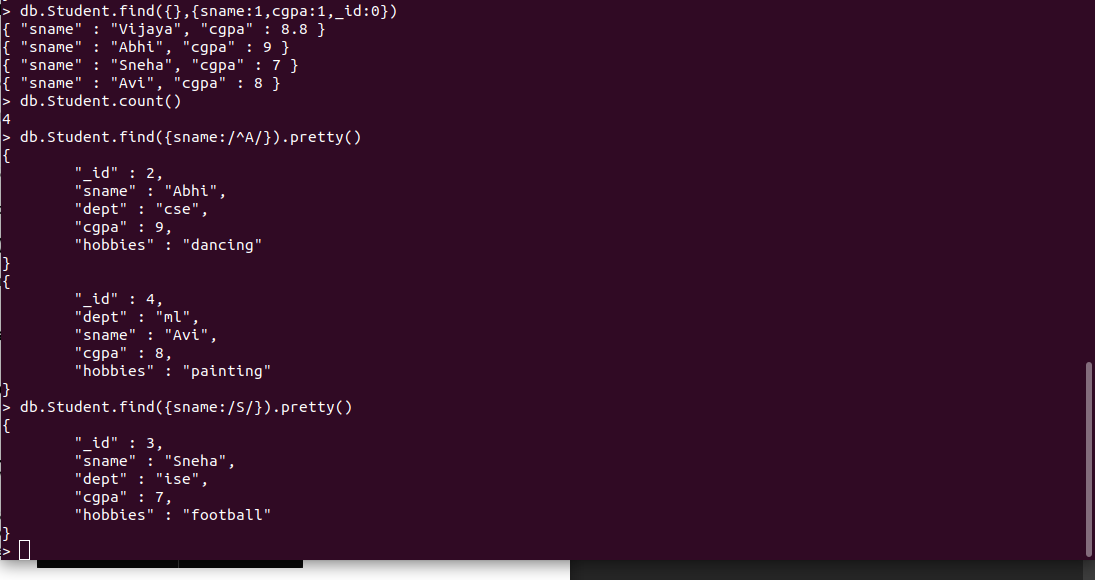 > db.Student.find({},{sname:1,cgpa:1,_id:0})
{ "sname" : "Vijaya", "cgpa" : 8.8 }
{ "sname" : "Abhi", "cgpa" : 9 }
{ "sname" : "Sneha", "cgpa" : 7 }
{ "sname" : "Avi", "cgpa" : 8 }
> db.Student.count()
4
> db.Student.find({sname:/^A/}).pretty()
{
        "_id" : 2,
        "sname" : "Abhi",
        "dept" : "cse",
        "cgpa" : 9,
        "hobbies" : "dancing"
}
{
        "_id" : 4,
        "dept" : "ml",
        "sname" : "Avi",
        "cgpa" : 8,
        "hobbies" : "painting"
}
> db.Student.find({sname:/S/}).pretty()
{
        "_id" : 3,
        "sname" : "Sneha",
        "dept" : "ise",
        "cgpa" : 7,
        "hobbies" : "football"
}
>